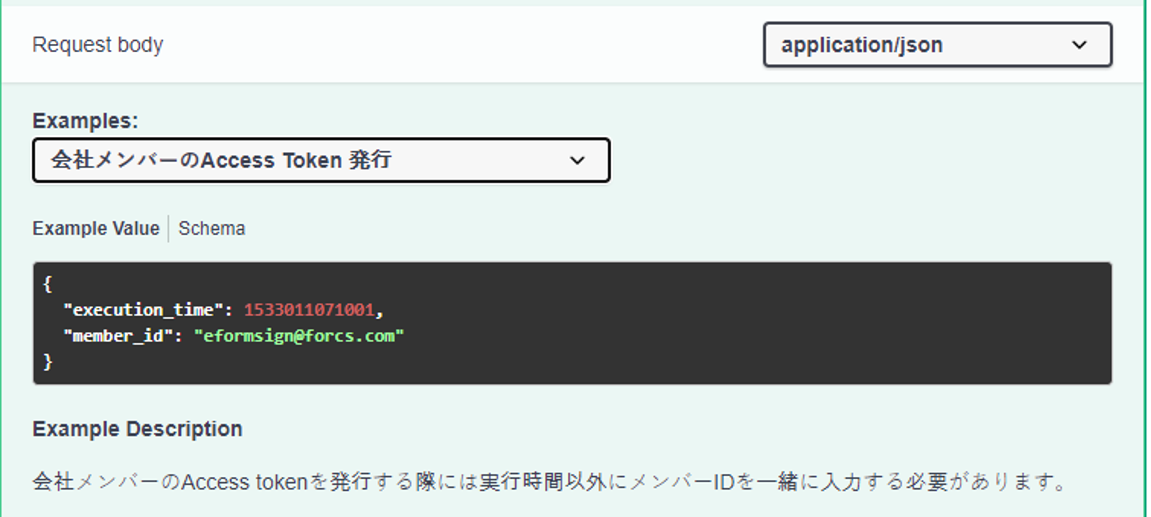 Request body
application/json
Examples:
会社メンバーのAccess Token 発行
Example Value
Schema
{
"execution_time": 1533011071001,
"member_id": "eformsign@forcs.com"
}
Example Description
会社メンバーのAccess tokenを発行する際には実行時間以外にメンバーIDを一緒に入力する必要があります。